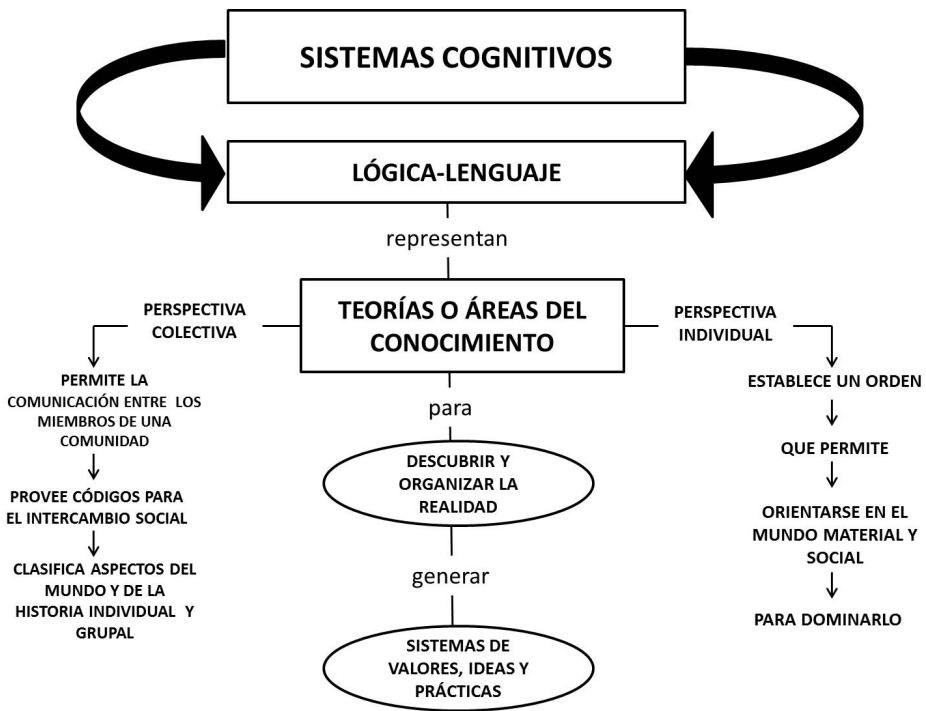 SISTEMAS COGNITIVOS
LÓGICA-LENGUAJE
representan
TEORÍAS O ÁREAS DEL
CONOCIMIENTO
PERSPECTIVA
COLECTIVA
PERMITE LA
COMUNICACIÓN ENTRE LOS
MIEMBROS DE UNA
COMUNIDAD
PROVEE CÓDIGOS PARA
EL INTERCAMBIO SOCIAL
CLASIFICA ASPECTOS DEL
MUNDO Y DE LA
HISTORIA INDIVIDUAL Y
GRUPAL
para
DESCUBRIR Y
ORGANIZAR LA
REALIDAD
generar
SISTEMAS DE
VALORES, IDEAS Y
PRÁCTICAS
PERSPECTIVA
INDIVIDUAL
ESTABLECE UN ORDEN
QUE PERMITE
ORIENTARSE EN EL
MUNDO MATERIAL Y
SOCIAL
PARA DOMINARLO